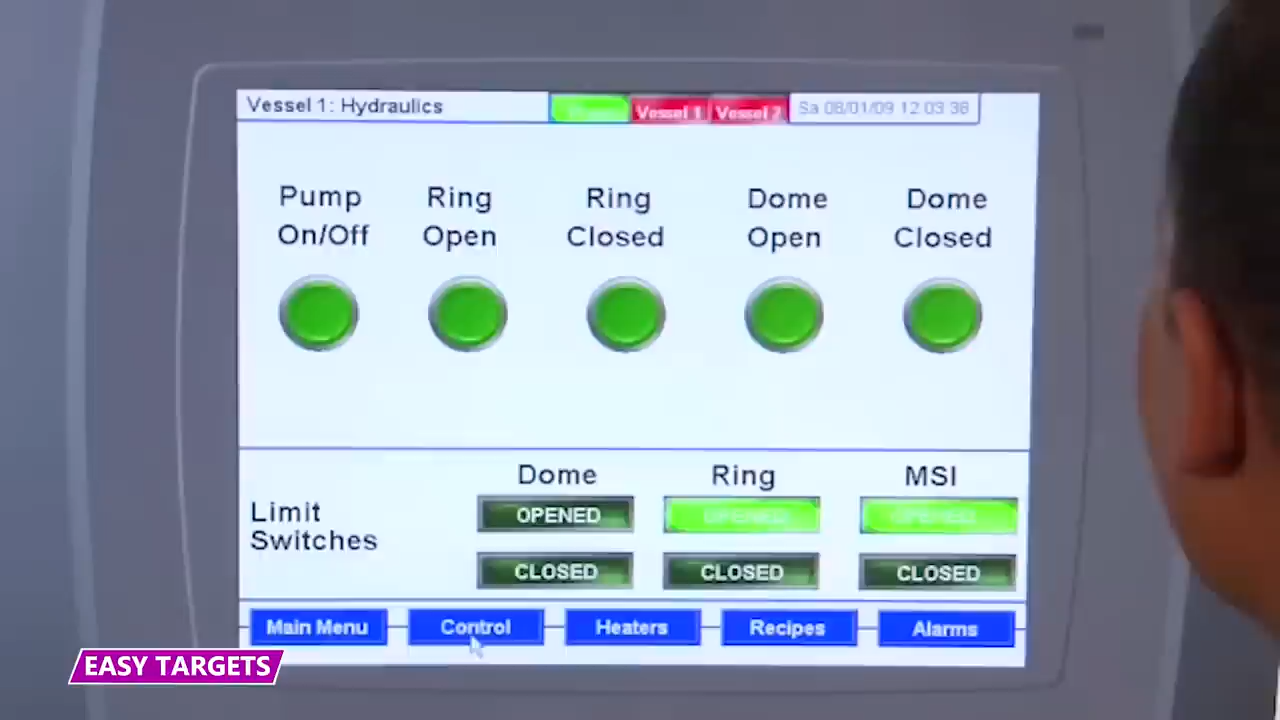 Vessel 1: Hydraulics
Vessel 1
Vessel 2
Sa 08/01/09 12:03:38
Pump On/Off
Ring Open
Ring Closed
Dome Open
Dome Closed
Limit Switches
Dome
Ring
MSI
OPENED
OPENED
OPENED
CLOSED
CLOSED
CLOSED
Main Menu
Control
Heaters
Recipes
Alarms
EASY TARGETS